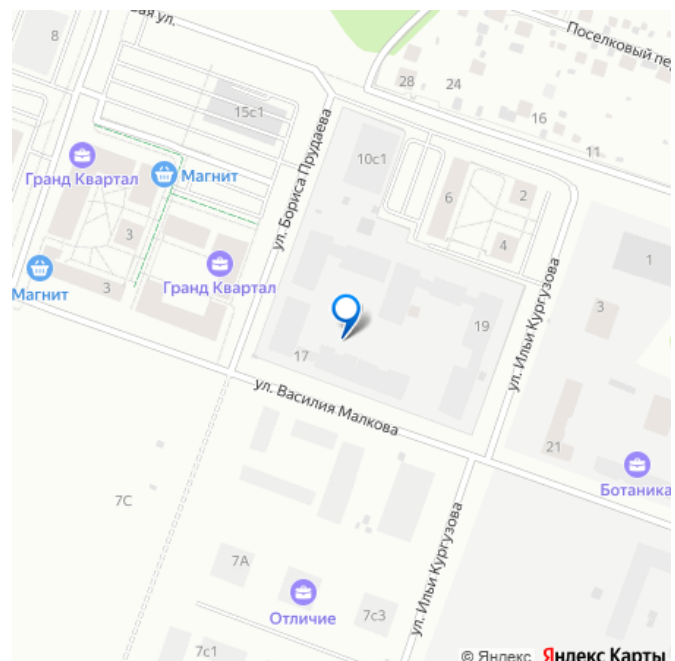 вая ул.
Поселковый пе
8
28
24
15с1
16
ул. Бориса Прудаева
11
10с1
Магнит
Гранд Квартал
6
2
3
4
ул. Ильи Кургузова
1
Гранд Квартал
Магнит
3
3
19
17
ул. Василия Малкова
21
Ботаника
7С
ул. Ильи Кургузова
7А
Отличие
7с3
7с1
© Яндекс Яндекс Карты